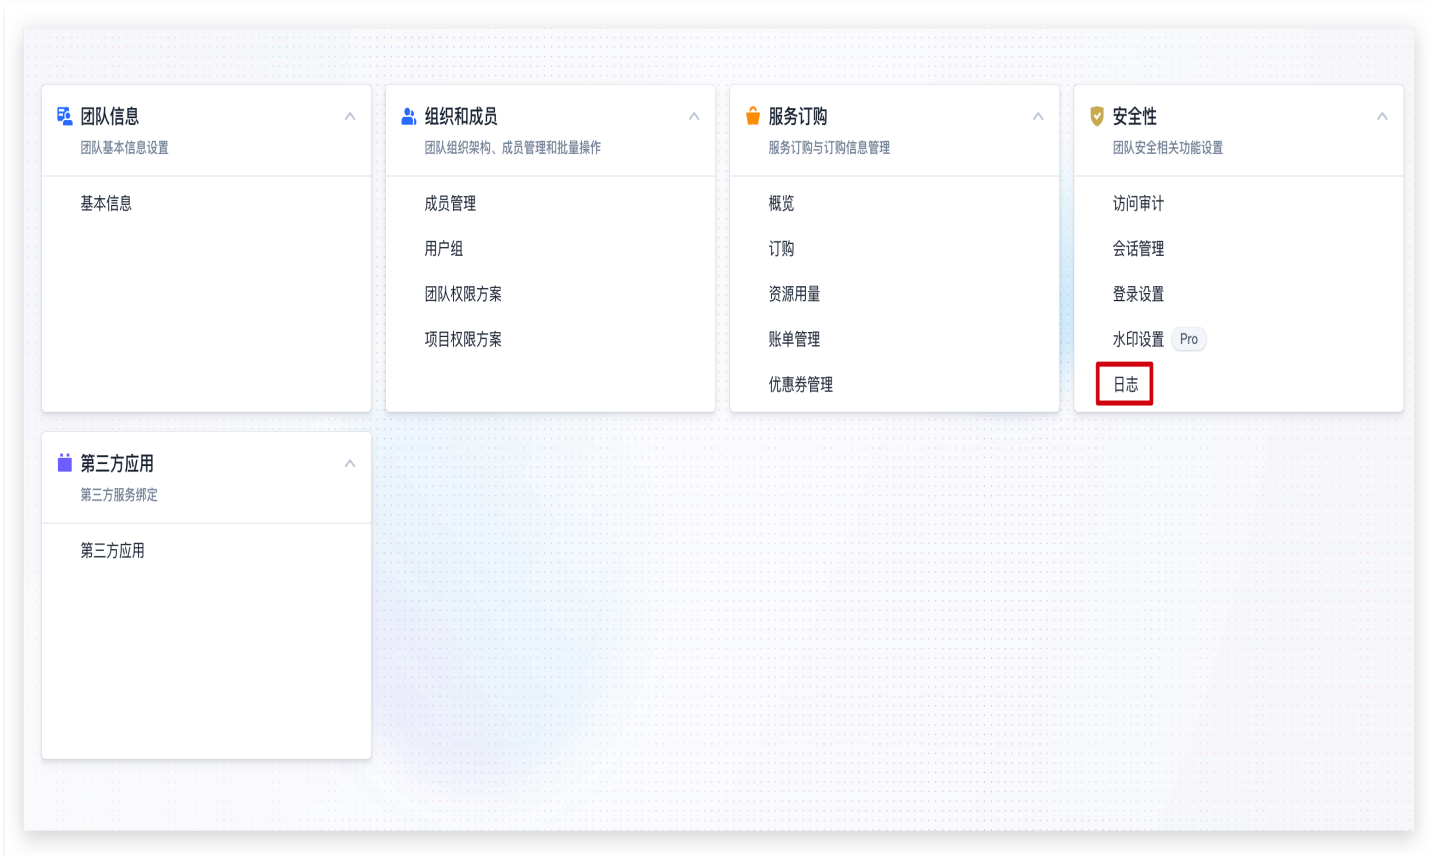 团队信息
团队基本信息设置
基本信息
组织和成员
团队组织架构、成员管理和批量操作
成员管理
用户组
团队权限方案
项目权限方案
服务订购
服务订购与订购信息管理
概览
订购
资源用量
账单管理
优惠券管理
安全性
团队安全相关功能设置
访问审计
会话管理
登录设置
水印设置 Pro
日志
第三方应用
第三方服务绑定
第三方应用